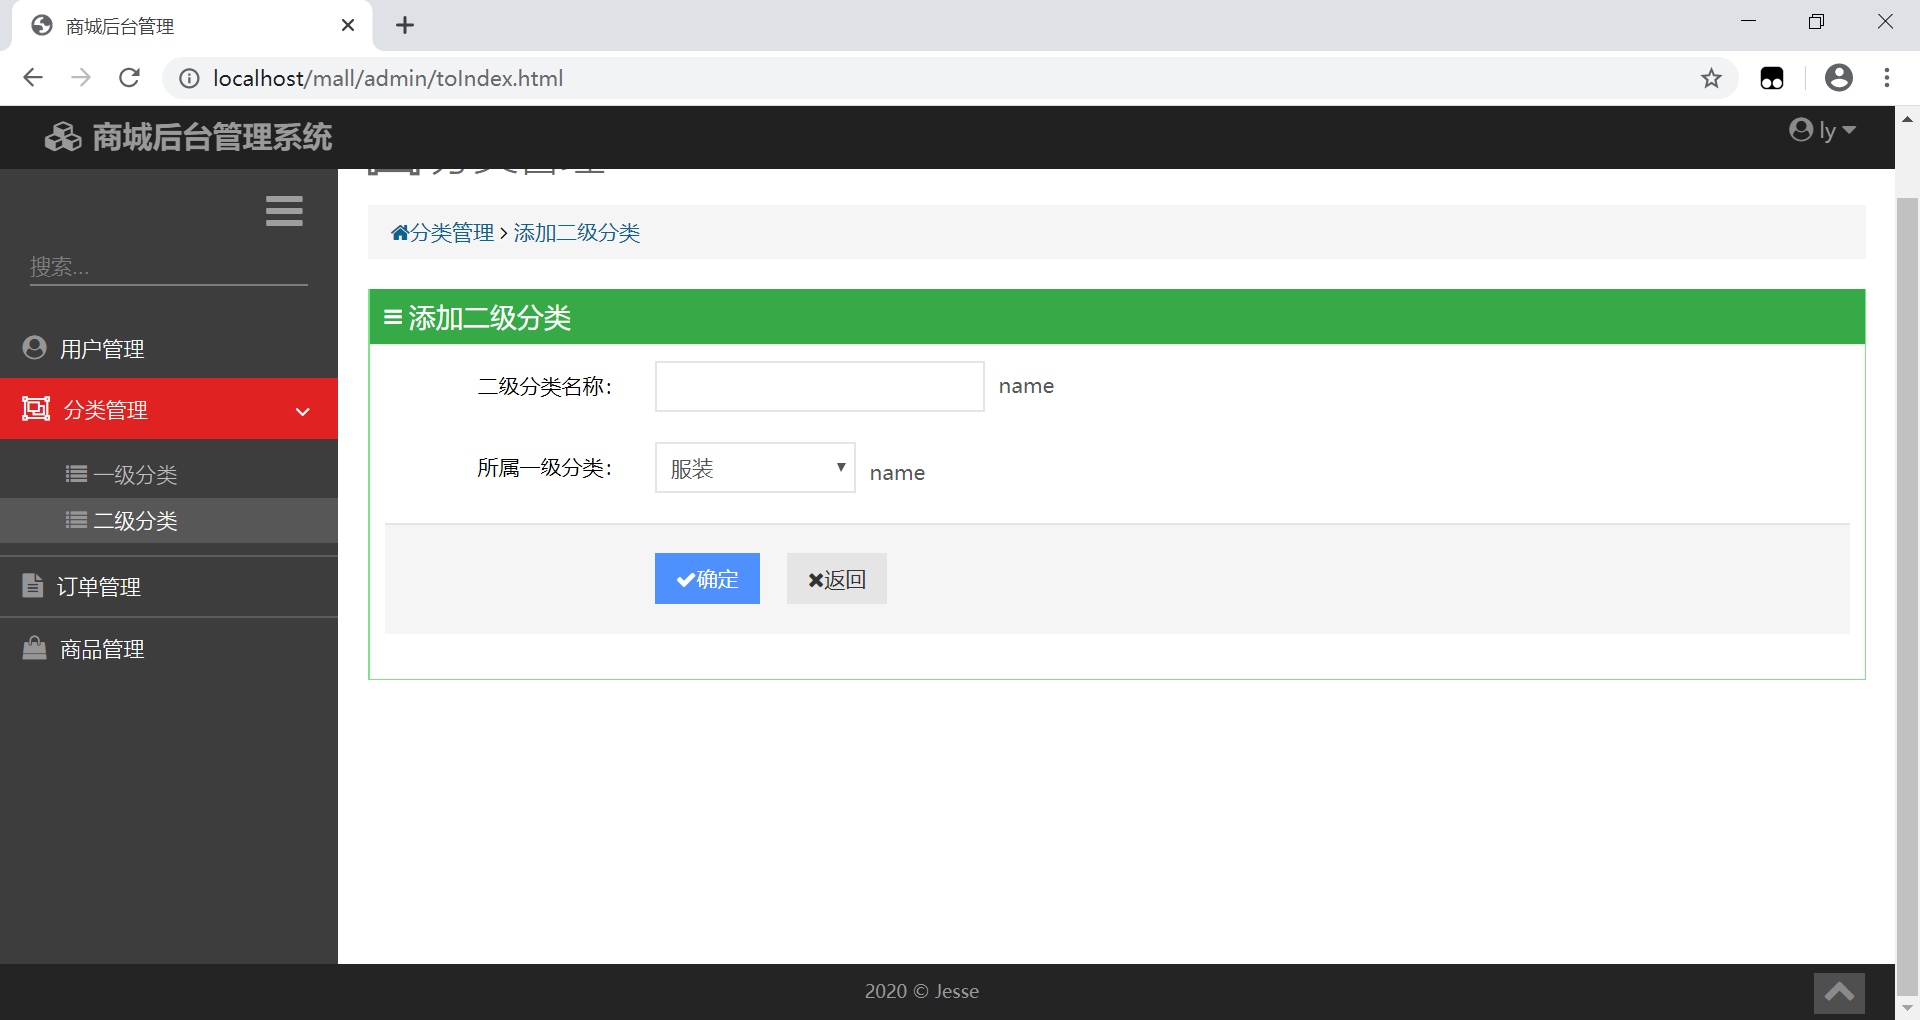 商城后台管理
localhost/mall/admin/toIndex.html
商城后台管理系统
ly
分类管理
分类管理 > 添加二级分类
搜索...
添加二级分类
用户管理
二级分类名称：
name
分类管理
所属一级分类：
服装
name
一级分类
二级分类
确定
返回
订单管理
商品管理
2020 © Jesse